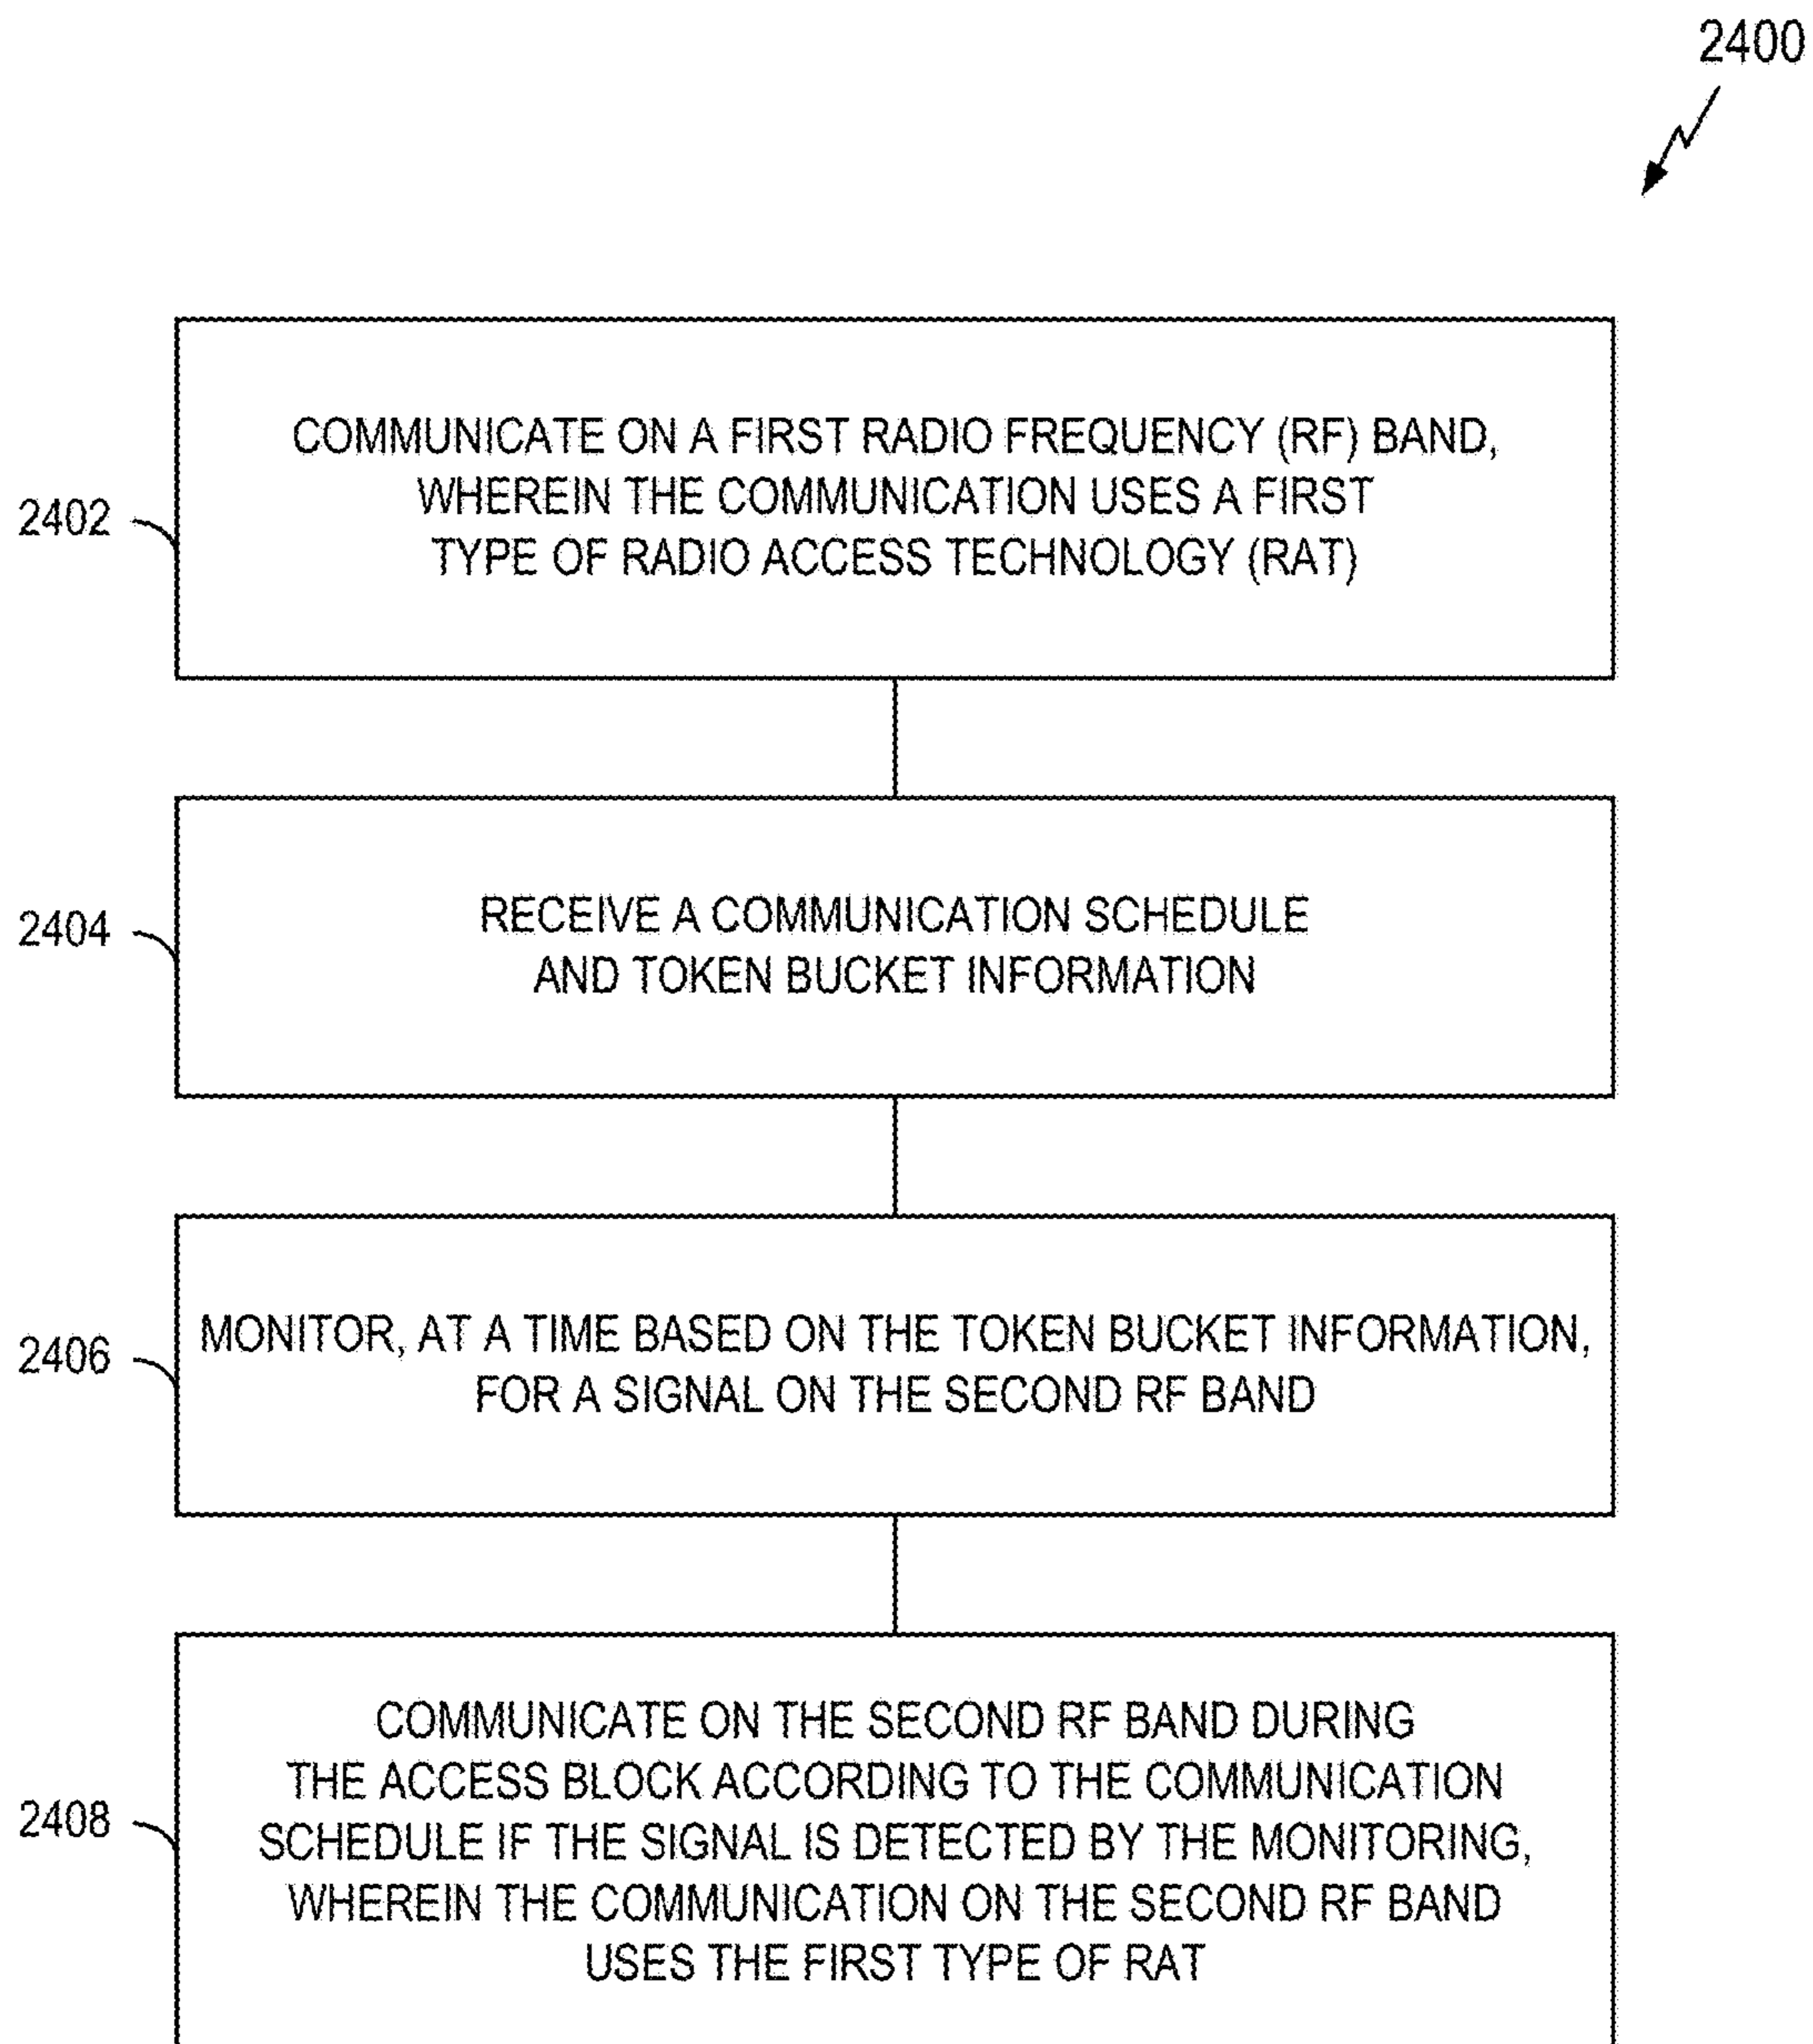 2400
2402
COMMUNICATE ON A FIRST RADIO FREQUENCY (RF) BAND,
WHEREIN THE COMMUNICATION USES A FIRST
TYPE OF RADIO ACCESS TECHNOLOGY (RAT)
2404
RECEIVE A COMMUNICATION SCHEDULE
AND TOKEN BUCKET INFORMATION
2406
MONITOR, AT A TIME BASED ON THE TOKEN BUCKET INFORMATION,
FOR A SIGNAL ON THE SECOND RF BAND
2408
COMMUNICATE ON THE SECOND RF BAND DURING
THE ACCESS BLOCK ACCORDING TO THE COMMUNICATION
SCHEDULE IF THE SIGNAL IS DETECTED BY THE MONITORING,
WHEREIN THE COMMUNICATION ON THE SECOND RF BAND
USES THE FIRST TYPE OF RAT